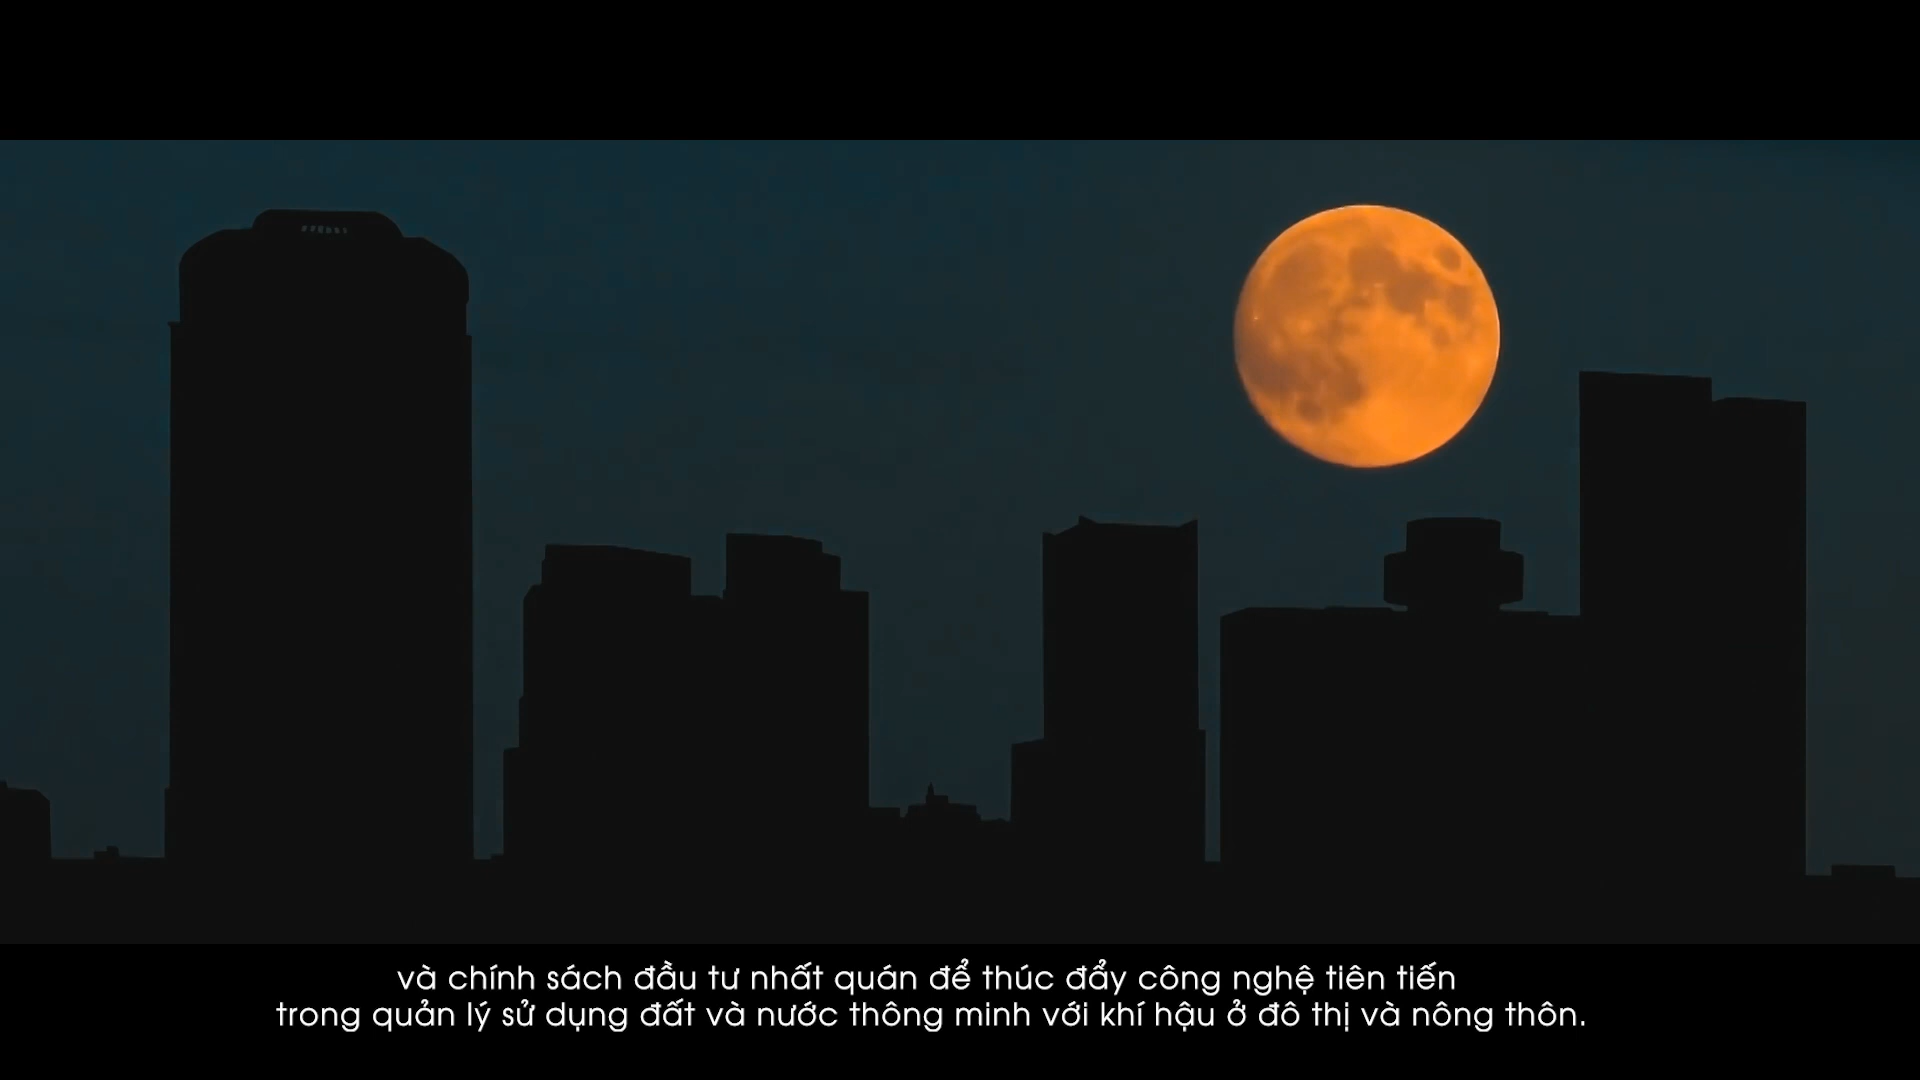 và chính sách đầu tư nhất quán để thúc đẩy công nghệ tiên tiến
trong quản lý sử dụng đất và nước thông minh với khí hậu ở đô thị và nông thôn.